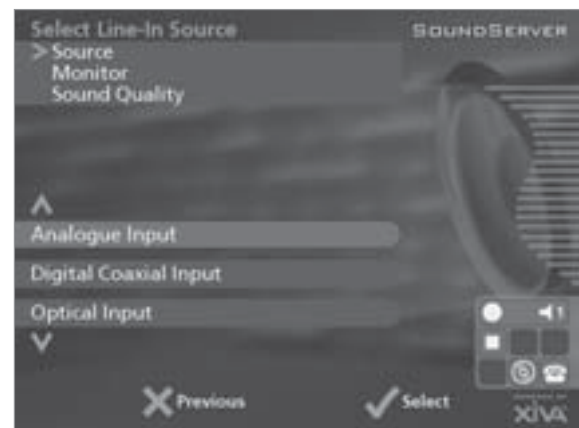 Select Line-In Source
SOUNDSERVER
> Source
Monitor
Sound Quality
Analogue Input
Digital Coaxial Input
Optical Input
1
Previous
Select
XiVA